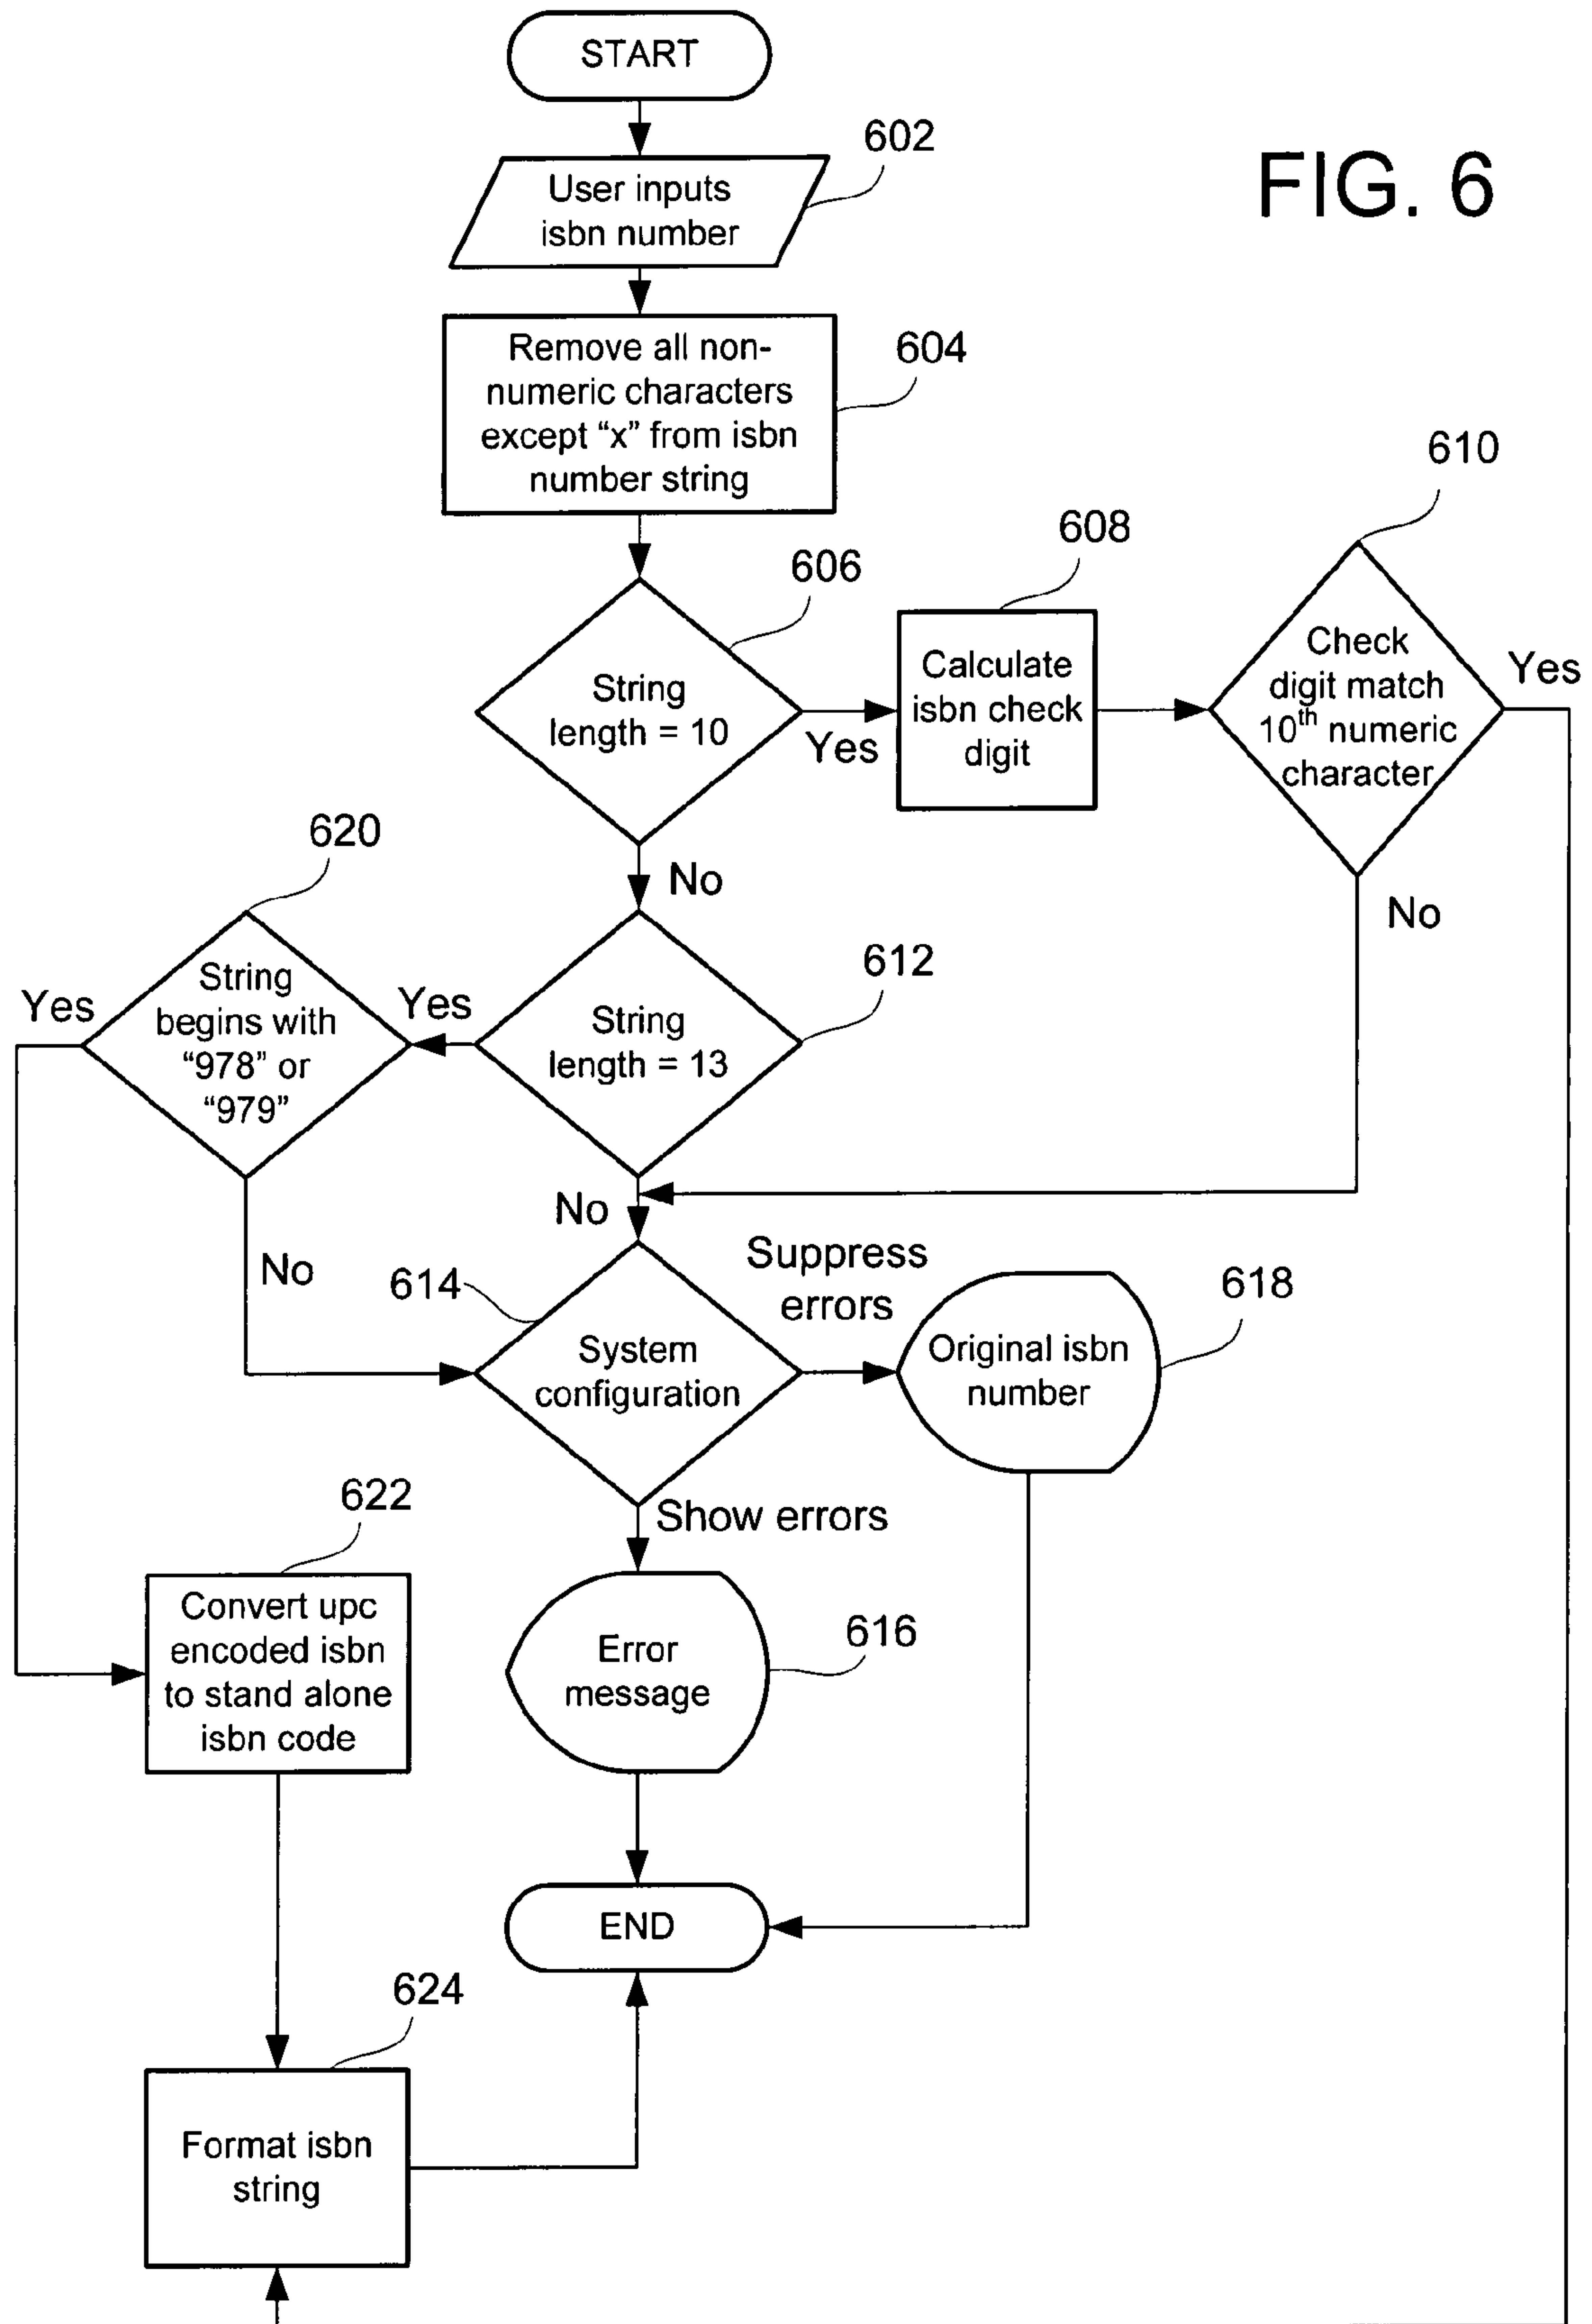 START
602
FIG. 6
User inputs
isbn number
Remove all non-
numeric characters
except “x” from isbn
number string
604
610
608
606
String
length = 10
Yes
Calculate
isbn check
digit
Check
digit match
10th numeric
character
Yes
No
No
620
String
begins with
“978” or
“979”
Yes
Yes
612
String
length = 13
No
No
614
Suppress
errors
618
System
configuration
Original isbn
number
Show errors
622
Convert upc
encoded isbn
to stand alone
isbn code
Error
message
616
END
624
Format isbn
string